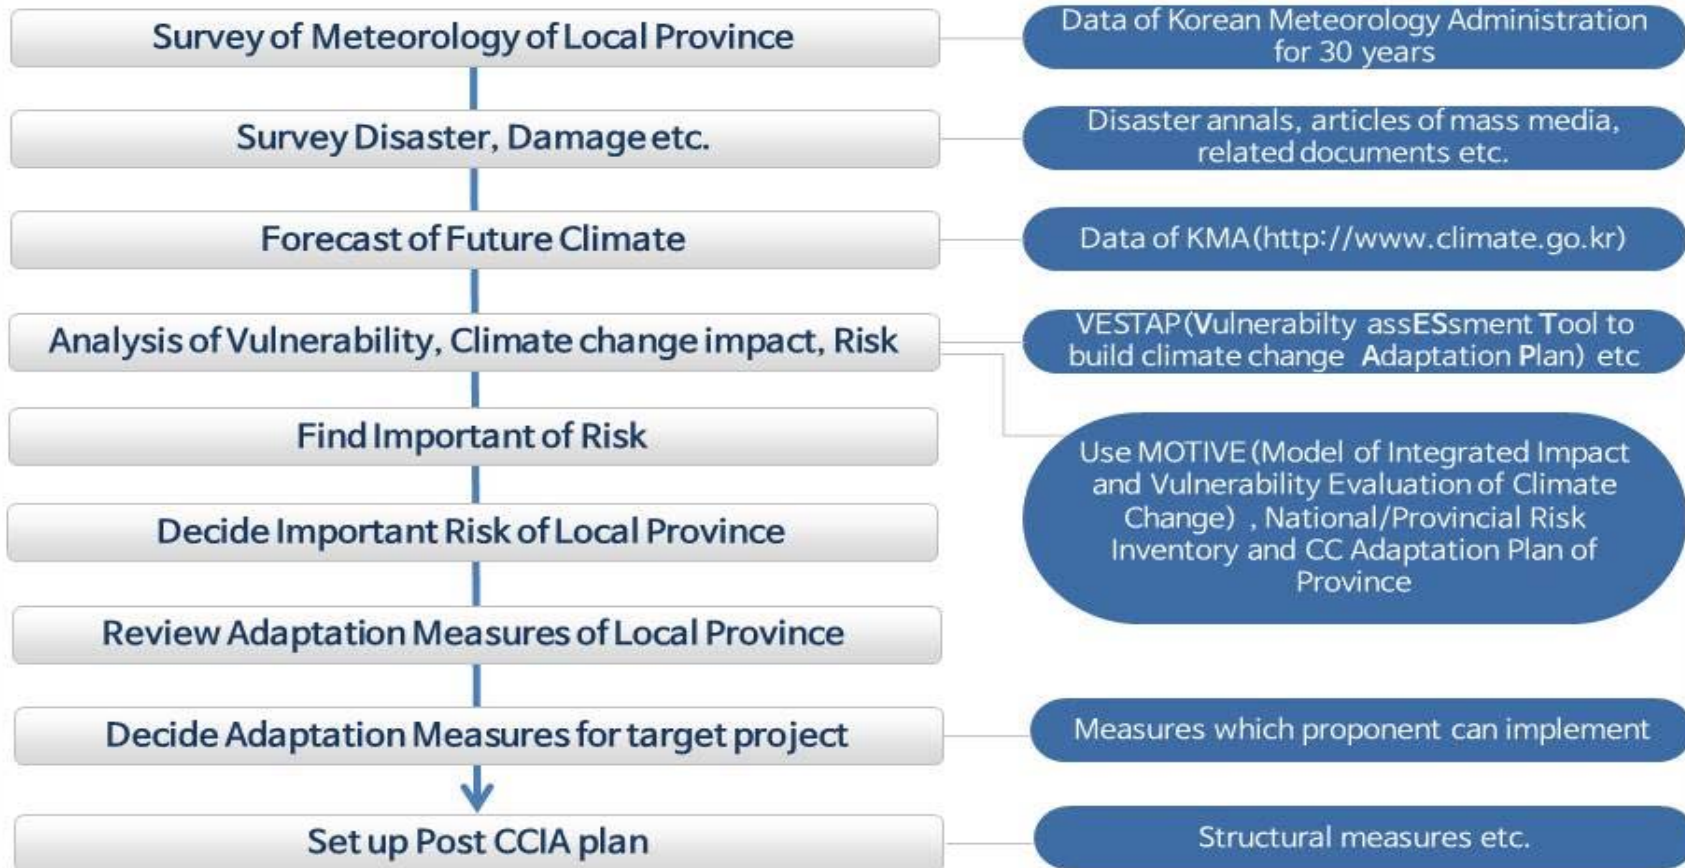 Survey of Meteorology of Local Province
Data of Korean Meteorology Administration
for 30 years
Survey Disaster, Damage etc.
Disaster annals, articles of mass media,
related documents etc.
Forecast of Future Climate
Data of KMA(http://www.climate.go.kr)
Analysis of Vulnerability, Climate change impact, Risk
VESTAP(Vulnerabilty assESsment Tool to
build climate change Adaptation Plan) etc
Find Important of Risk
Use MOTIVE(Model of Integrated Impact
and Vulnerability Evaluation of Climate
Change) , National/Provincial Risk
Inventory and CC Adaptation Plan of
Province
Decide Important Risk of Local Province
Review Adaptation Measures of Local Province
Decide Adaptation Measures for target project
Measures which proponent can implement
Set up Post CCIA plan
Structural measures etc.